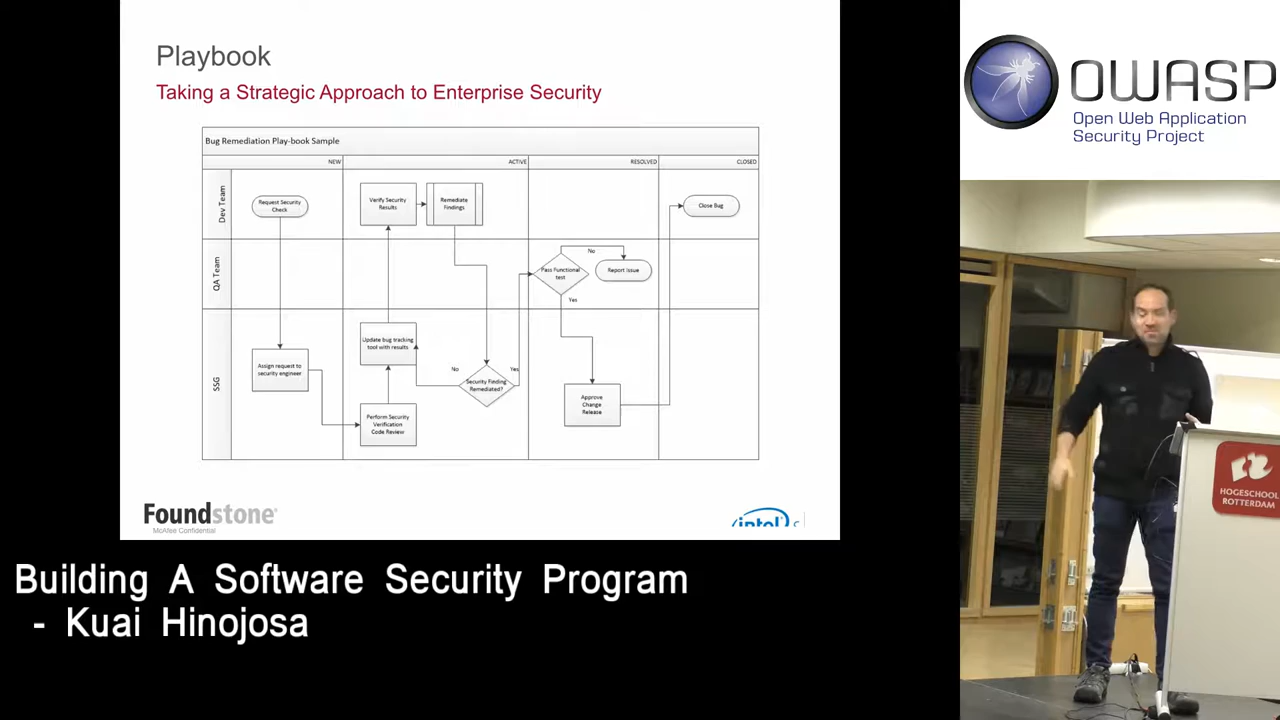 Playbook
Taking a Strategic Approach to Enterprise Security
Bug Remediation Play-book Sample
NEW
ACTIVE
RESOLVED
CLOSED
Dev Team
Request Security
Check
Verify Security
Results
Remediate
Findings
Close Bug
QA Team
Pass Functional
test
No
Report Issue
Yes
SSG
Assign request to
security engineer
Update bug tracking
tool with results
Perform Security
Verification
Code Review
No
Security Finding
Remediated?
Yes
Approve
Change
Release
Foundstone
McAfee Confidential
intel
OWASP
Open Web Application
Security Project
HOGESCHOOL
ROTTERDAM
Building A Software Security Program
- Kuai Hinojosa